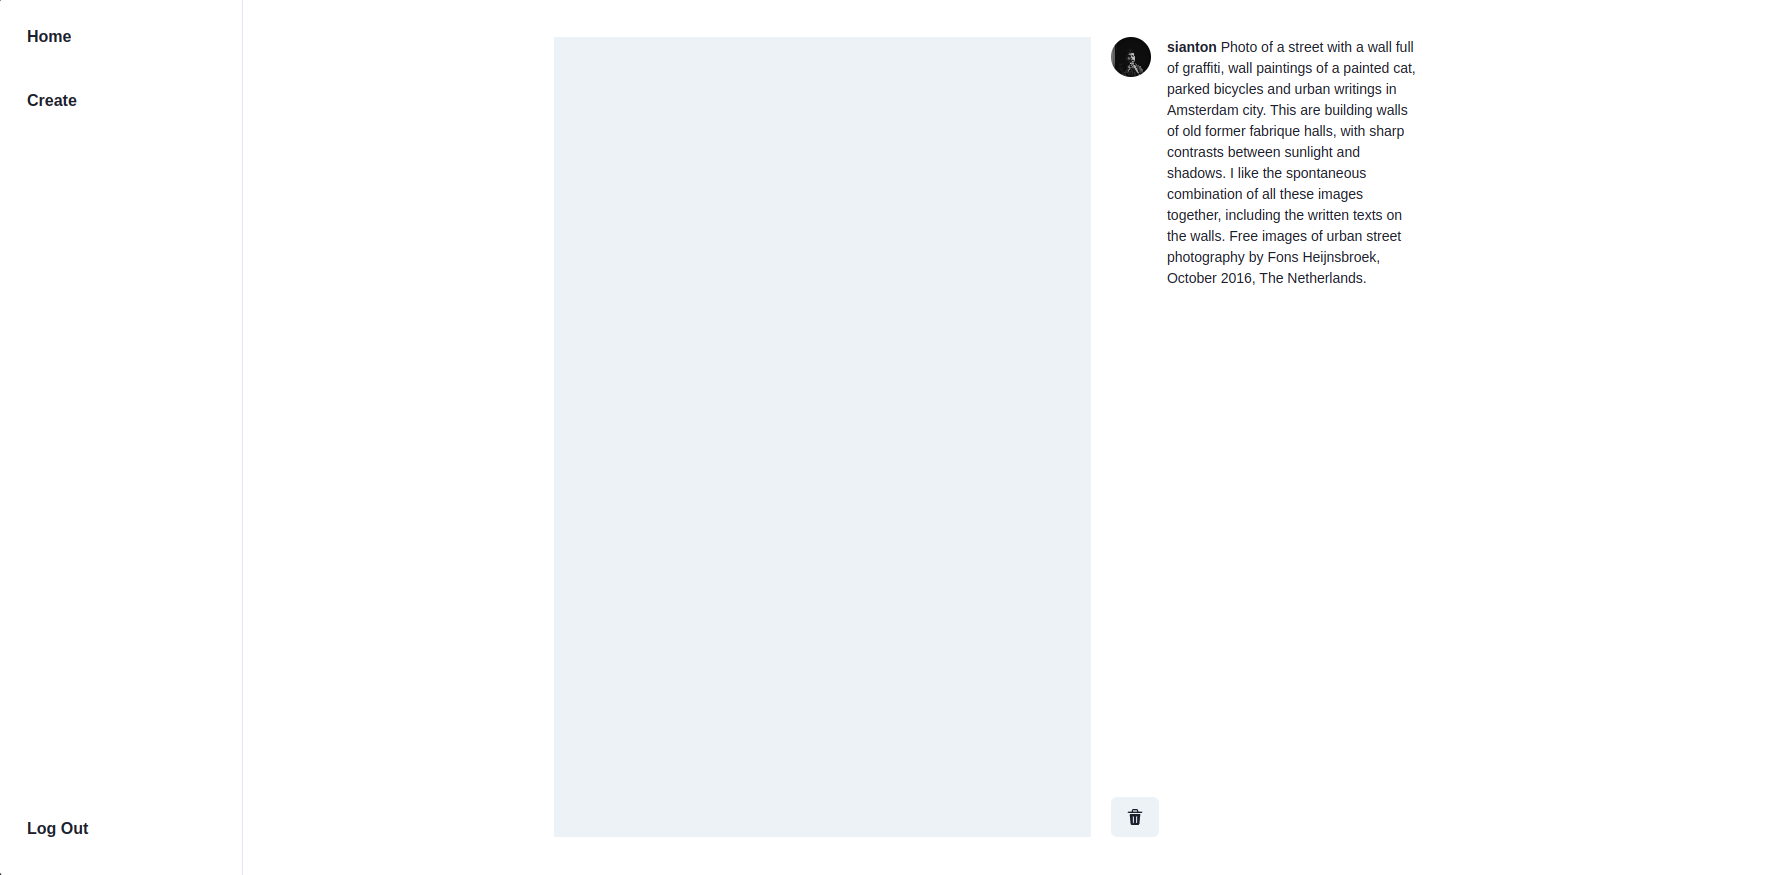 Home
Create
Log Out
sianton Photo of a street with a wall full
of graffiti, wall paintings of a painted cat,
parked bicycles and urban writings in
Amsterdam city. This are building walls
of old former fabrique halls, with sharp
contrasts between sunlight and
shadows. I like the spontaneous
combination of all these images
together, including the written texts on
the walls. Free images of urban street
photography by Fons Heijnsbroek,
October 2016, The Netherlands.